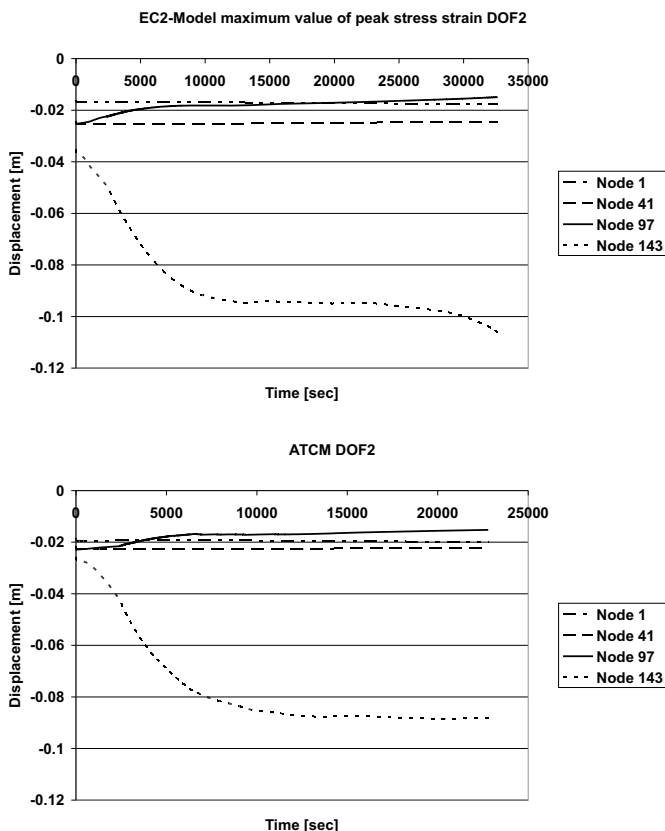 EC2-Model maximum value of peak stress strain DOF2
0
0 5000 10000 15000 20000 25000 30000 35000
-0.02
-0.04
-0.06
-0.08
-0.1
-0.12
Displacement [m]
Time [sec]
Node 1
Node 41
Node 97
Node 143
ATCM DOF2
0
0 5000 10000 15000 20000 25000
-0.02
-0.04
-0.06
-0.08
-0.1
-0.12
Displacement [m]
Time [sec]
Node 1
Node 41
Node 97
Node 143